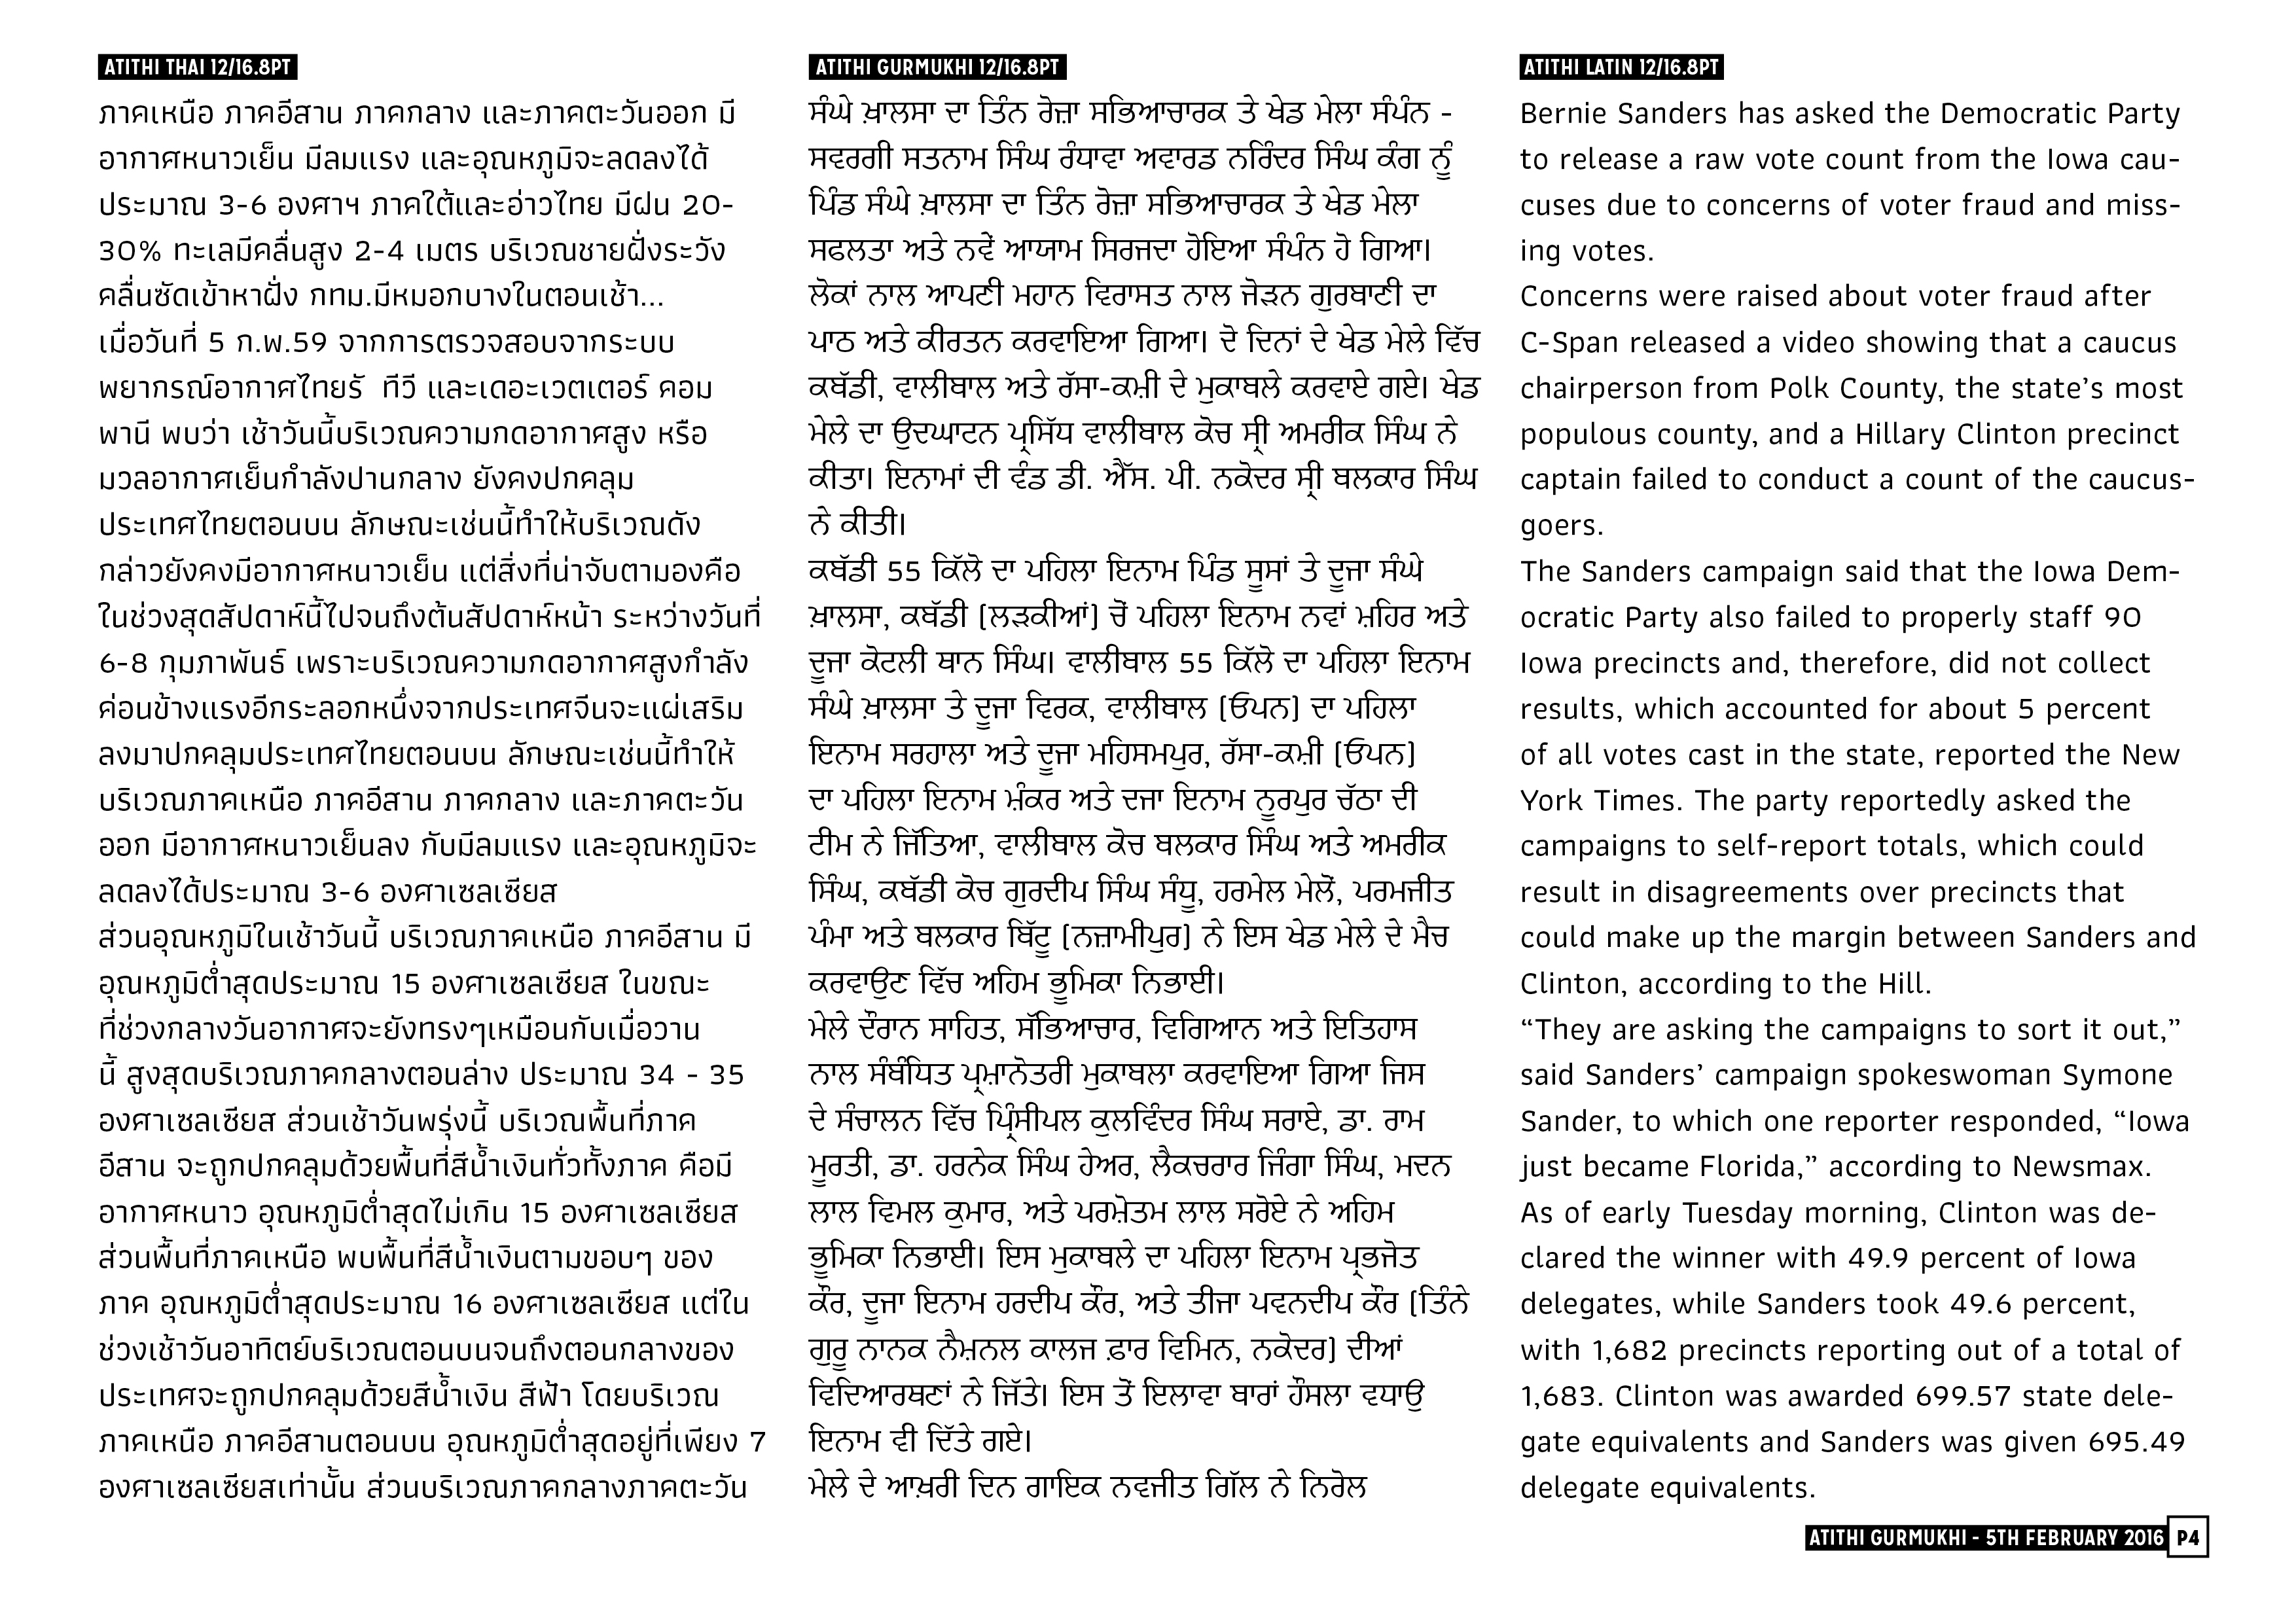 ATITHI THAI 12/16.8PT
ภาคเหนือ ภาคอีสาน ภาคกลาง และภาคตะวันออก มี
อากาศหนาวเย็น มีลมแรง และอุณหภูมิจะลดลงได้
ประมาณ 3-6 องศาฯ ภาคใต้และอ่าวไทย มีฝน 20-
30% ทะเลมีคลื่นสูง 2-4 เมตร บริเวณชายฝั่งระวัง
คลื่นซัดเข้าหาฝั่ง กทม.มีหมอกบางในตอนเช้า...
เมื่อวันที่ 5 ก.พ.59 จากการตรวจสอบจากระบบ
พยากรณ์อากาศไทยรั  ทีวี และเดอะเวตเตอร์ คอม
พานี พบว่า เช้าวันนี้บริเวณความกดอากาศสูง หรือ
มวลอากาศเย็นกำลังปานกลาง ยังคงปกคลุม
ประเทศไทยตอนบน ลักษณะเช่นนี้ทำให้บริเวณดัง
กล่าวยังคงมีอากาศหนาวเย็น แต่สิ่งที่น่าจับตามองคือ
ในช่วงสุดสัปดาห์นี้ไปจนถึงต้นสัปดาห์หน้า ระหว่างวันที่
6-8 กุมภาพันธ์ เพราะบริเวณความกดอากาศสูงกำลัง
ค่อนข้างแรงอีกระลอกหนึ่งจากประเทศจีนจะแผ่เสริม
ลงมาปกคลุมประเทศไทยตอนบน ลักษณะเช่นนี้ทำให้
บริเวณภาคเหนือ ภาคอีสาน ภาคกลาง และภาคตะวัน
ออก มีอากาศหนาวเย็นลง กับมีลมแรง และอุณหภูมิจะ
ลดลงได้ประมาณ 3-6 องศาเซลเซียส
ส่วนอุณหภูมิในเช้าวันนี้ บริเวณภาคเหนือ ภาคอีสาน มี
อุณหภูมิต่ำสุดประมาณ 15 องศาเซลเซียส ในขณะ
ที่ช่วงกลางวันอากาศจะยังทรงๆเหมือนกับเมื่อวาน
นี้ สูงสุดบริเวณภาคกลางตอนล่าง ประมาณ 34 - 35
องศาเซลเซียส ส่วนเช้าวันพรุ่งนี้ บริเวณพื้นที่ภาค
อีสาน จะถูกปกคลุมด้วยพื้นที่สีน้ำเงินทั่วทั้งภาค คือมี
อากาศหนาว อุณหภูมิต่ำสุดไม่เกิน 15 องศาเซลเซียส
ส่วนพื้นที่ภาคเหนือ พบพื้นที่สีน้ำเงินตามขอบๆ ของ
ภาค อุณหภูมิต่ำสุดประมาณ 16 องศาเซลเซียส แต่ใน
ช่วงเช้าวันอาทิตย์บริเวณตอนบนจนถึงตอนกลางของ
ประเทศจะถูกปกคลุมด้วยสีน้ำเงิน สีฟ้า โดยบริเวณ
ภาคเหนือ ภาคอีสานตอนบน อุณหภูมิต่ำสุดอยู่ที่เพียง 7
องศาเซลเซียสเท่านั้น ส่วนบริเวณภาคกลางภาคตะวัน
ATITHI GURMUKHI 12/16.8PT
ਸੰਘੇ ਖ਼ਾਲਸਾ ਦਾ ਤਿੰਨ ਰੋਜ਼ਾ ਸਭਿਆਚਾਰਕ ਤੇ ਖੇਡ ਮੇਲਾ ਸੰਪੰਨ -
ਸਵਰਗੀ ਸਤਨਾਮ ਸਿੰਘ ਰੰਧਾਵਾ ਅਵਾਰਡ ਨਰਿੰਦਰ ਸਿੰਘ ਕੰਗ ਨੂੰ
ਪਿੰਡ ਸੰਘੇ ਖ਼ਾਲਸਾ ਦਾ ਤਿੰਨ ਰੋਜ਼ਾ ਸਭਿਆਚਾਰਕ ਤੇ ਖੇਡ ਮੇਲਾ
ਸਫਲਤਾ ਅਤੇ ਨਵੇਂ ਆਯਾਮ ਸਿਰਜਦਾ ਹੋਇਆ ਸੰਪੰਨ ਹੋ ਗਿਆ।
ਲੋਕਾਂ ਨਾਲ ਆਪਣੀ ਮਹਾਨ ਵਿਰਾਸਤ ਨਾਲ ਜੋੜਨ ਗੁਰਬਾਣੀ ਦਾ
ਪਾਠ ਅਤੇ ਕੀਰਤਨ ਕਰਵਾਇਆ ਗਿਆ। ਦੋ ਦਿਨਾਂ ਦੇ ਖੇਡ ਮੇਲੇ ਵਿੱਚ
ਕਬੱਡੀ, ਵਾਲੀਬਾਲ ਅਤੇ ਰੱਸਾ-ਕਸ਼ੀ ਦੇ ਮੁਕਾਬਲੇ ਕਰਵਾਏ ਗਏ। ਖੇਡ
ਮੇਲੇ ਦਾ ਉਦਘਾਟਨ ਪ੍ਰਸਿੱਧ ਵਾਲੀਬਾਲ ਕੋਚ ਸ੍ਰੀ ਅਮਰੀਕ ਸਿੰਘ ਨੇ
ਕੀਤਾ। ਇਨਾਮਾਂ ਦੀ ਵੰਡ ਡੀ. ਐੱਸ. ਪੀ. ਨਕੋਦਰ ਸ੍ਰੀ ਬਲਕਾਰ ਸਿੰਘ
ਨੇ ਕੀਤੀ।
ਕਬੱਡੀ 55 ਕਿੱਲੋ ਦਾ ਪਹਿਲਾ ਇਨਾਮ ਪਿੰਡ ਸੂਸਾਂ ਤੇ ਦੂਜਾ ਸੰਘੇ
ਖ਼ਾਲਸਾ, ਕਬੱਡੀ (ਲੜਕੀਆਂ) ਚੋਂ ਪਹਿਲਾ ਇਨਾਮ ਨਵਾਂ ਸ਼ਹਿਰ ਅਤੇ
ਦੂਜਾ ਕੋਟਲੀ ਥਾਨ ਸਿੰਘ। ਵਾਲੀਬਾਲ 55 ਕਿੱਲੋ ਦਾ ਪਹਿਲਾ ਇਨਾਮ
ਸੰਘੇ ਖ਼ਾਲਸਾ ਤੇ ਦੂਜਾ ਵਿਰਕ, ਵਾਲੀਬਾਲ (ਓਪਨ) ਦਾ ਪਹਿਲਾ
ਇਨਾਮ ਸਰਹਾਲਾ ਅਤੇ ਦੂਜਾ ਮਹਿਸਮਪੁਰ, ਰੱਸਾ-ਕਸ਼ੀ (ਓਪਨ)
ਦਾ ਪਹਿਲਾ ਇਨਾਮ ਸ਼ੰਕਰ ਅਤੇ ਦਜਾ ਇਨਾਮ ਨੂਰਪੁਰ ਚੱਠਾ ਦੀ
ਟੀਮ ਨੇ ਜਿੱਤਿਆ, ਵਾਲੀਬਾਲ ਕੋਚ ਬਲਕਾਰ ਸਿੰਘ ਅਤੇ ਅਮਰੀਕ
ਸਿੰਘ, ਕਬੱਡੀ ਕੋਚ ਗੁਰਦੀਪ ਸਿੰਘ ਸੰਧੂ, ਹਰਮੇਲ ਮੇਲੋਂ, ਪਰਮਜੀਤ
ਪੰਮਾ ਅਤੇ ਬਲਕਾਰ ਬਿੱਟੂ (ਨਜ਼ਾਮੀਪੁਰ) ਨੇ ਇਸ ਖੇਡ ਮੇਲੇ ਦੇ ਮੈਚ
ਕਰਵਾਉਣ ਵਿੱਚ ਅਹਿਮ ਭੂਮਿਕਾ ਨਿਭਾਈ।
ਮੇਲੇ ਦੌਰਾਨ ਸਾਹਿਤ, ਸੱਭਿਆਚਾਰ, ਵਿਗਿਆਨ ਅਤੇ ਇਤਿਹਾਸ
ਨਾਲ ਸੰਬੰਧਿਤ ਪ੍ਰਸ਼ਾਨੋਤਰੀ ਮੁਕਾਬਲਾ ਕਰਵਾਇਆ ਗਿਆ ਜਿਸ
ਦੇ ਸੰਚਾਲਨ ਵਿੱਚ ਪ੍ਰਿੰਸੀਪਲ ਕੁਲਵਿੰਦਰ ਸਿੰਘ ਸਰਾਏ, ਡਾ. ਰਾਮ
ਮੂਰਤੀ, ਡਾ. ਹਰਨੇਕ ਸਿੰਘ ਹੇਅਰ, ਲੈਕਚਰਾਰ ਜਿੰਗਾ ਸਿੰਘ, ਮਦਨ
ਲਾਲ ਵਿਮਲ ਕੁਮਾਰ, ਅਤੇ ਪਰਸ਼ੋਤਮ ਲਾਲ ਸਰੋਏ ਨੇ ਅਹਿਮ
ਭੂਮਿਕਾ ਨਿਭਾਈ। ਇਸ ਮੁਕਾਬਲੇ ਦਾ ਪਹਿਲਾ ਇਨਾਮ ਪ੍ਰਭਜੋਤ
ਕੌਰ, ਦੂਜਾ ਇਨਾਮ ਹਰਦੀਪ ਕੌਰ, ਅਤੇ ਤੀਜਾ ਪਵਨਦੀਪ ਕੌਰ (ਤਿੰਨੇ
ਗੁਰੂ ਨਾਨਕ ਨੈਸ਼ਨਲ ਕਾਲਜ ਫ਼ਾਰ ਵਿਮਿਨ, ਨਕੋਦਰ) ਦੀਆਂ
ਵਿਦਿਆਰਥਣਾਂ ਨੇ ਜਿੱਤੇ। ਇਸ ਤੋਂ ਇਲਾਵਾ ਬਾਰਾਂ ਹੌਸਲਾ ਵਧਾਉ
ਇਨਾਮ ਵੀ ਦਿੱਤੇ ਗਏ।
ਮੇਲੇ ਦੇ ਆਖ਼ਰੀ ਦਿਨ ਗਾਇਕ ਨਵਜੀਤ ਗਿੱਲ ਨੇ ਨਿਰੋਲ
ATITHI LATIN 12/16.8PT
Bernie Sanders has asked the Democratic Party
to release a raw vote count from the Iowa cau-
cuses due to concerns of voter fraud and miss-
ing votes.
Concerns were raised about voter fraud after
C-Span released a video showing that a caucus
chairperson from Polk County, the state’s most
populous county, and a Hillary Clinton precinct
captain failed to conduct a count of the caucus-
goers.
The Sanders campaign said that the Iowa Dem-
ocratic Party also failed to properly staff 90
Iowa precincts and, therefore, did not collect
results, which accounted for about 5 percent
of all votes cast in the state, reported the New
York Times. The party reportedly asked the
campaigns to self-report totals, which could
result in disagreements over precincts that
could make up the margin between Sanders and
Clinton, according to the Hill.
“They are asking the campaigns to sort it out,”
said Sanders’ campaign spokeswoman Symone
Sander, to which one reporter responded, “Iowa
just became Florida,” according to Newsmax.
As of early Tuesday morning, Clinton was de-
clared the winner with 49.9 percent of Iowa
delegates, while Sanders took 49.6 percent,
with 1,682 precincts reporting out of a total of
1,683. Clinton was awarded 699.57 state dele-
gate equivalents and Sanders was given 695.49
delegate equivalents.
ATITHI GURMUKHI - 5TH FEBRUARY 2016 P4